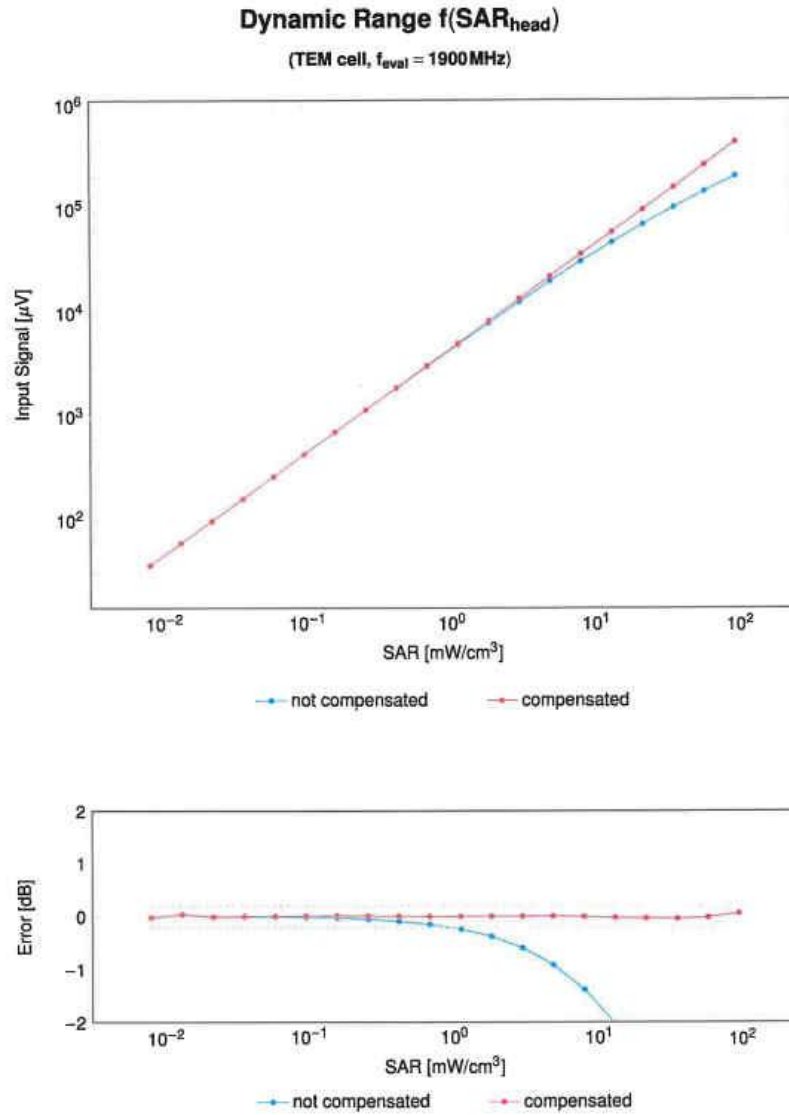 Dynamic Range f(SAR_head)
(TEM cell, f_eval = 1900 MHz)
10⁶
10⁵
10⁴
10³
10²
Input Signal [µV]
10⁻² 10⁻¹ 10⁰ 10¹ 10²
SAR [mW/cm³]
not compensated compensated
2
1
0
-1
-2
Error [dB]
10⁻² 10⁻¹ 10⁰ 10¹ 10²
SAR [mW/cm³]
not compensated compensated